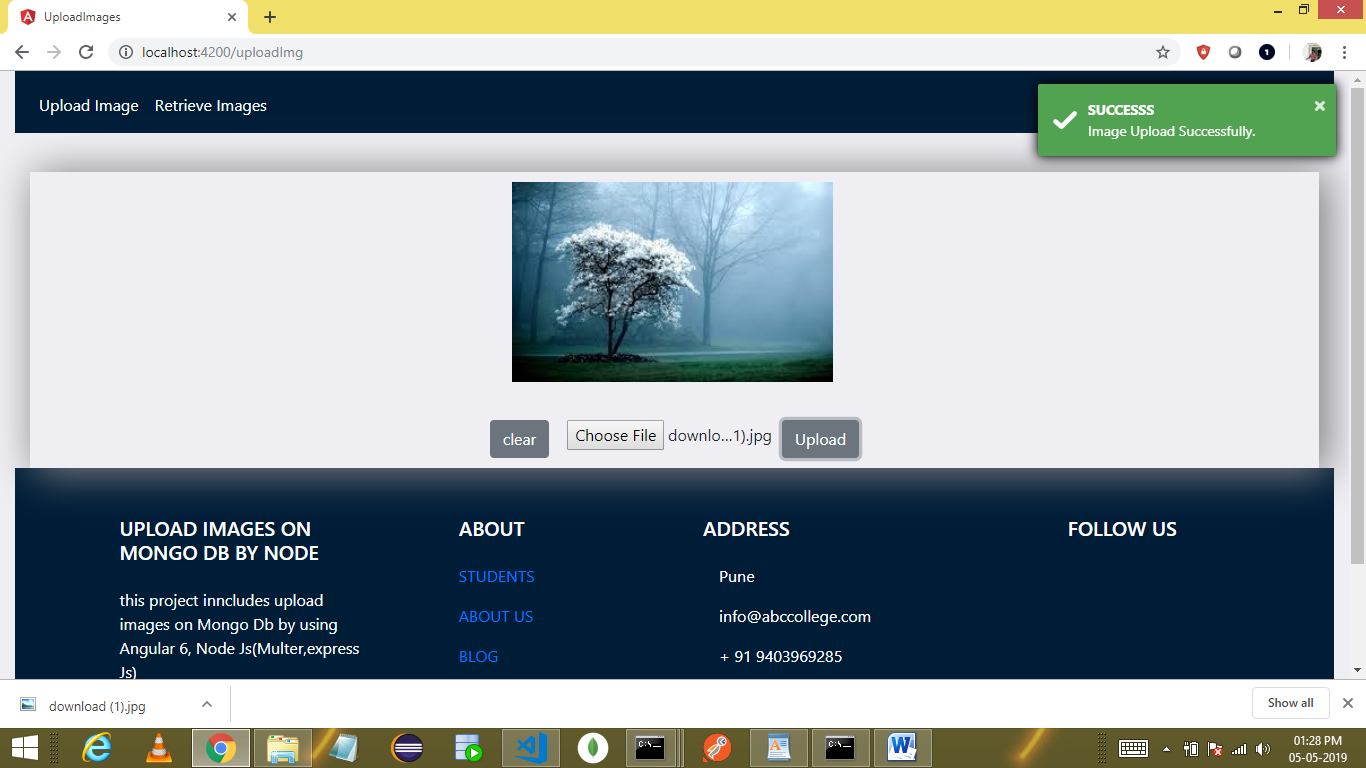 UploadImages
localhost:4200/uploadImg
Upload Image Retrieve Images
SUCCESSS
Image Upload Successfully.
clear Choose File downlo...1).jpg Upload
UPLOAD IMAGES ON
MONGO DB BY NODE
this project inncludes upload
images on Mongo Db by using
Angular 6, Node Js(Multer,express
Js)
ABOUT
STUDENTS
ABOUT US
BLOG
ADDRESS
Pune
info@abccollege.com
+ 91 9403969285
FOLLOW US
download (1).jpg
Show all
01:28 PM
05-05-2019